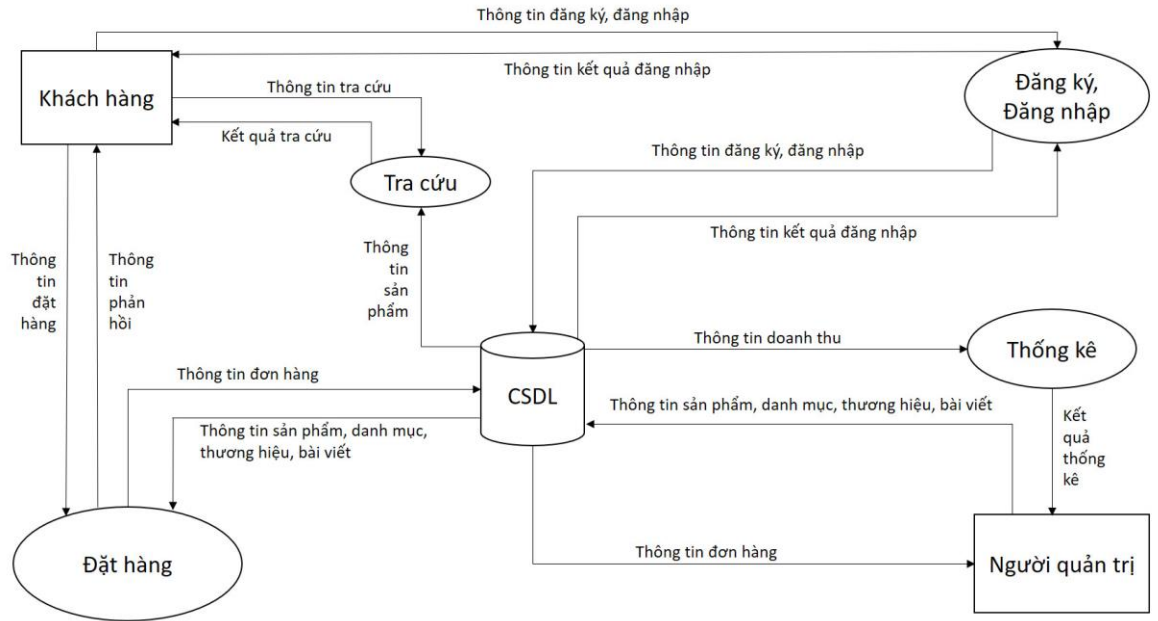 Thông tin đăng ký, đăng nhập
Thông tin kết quả đăng nhập
Khách hàng
Thông tin tra cứu
Kết quả tra cứu
Đăng ký,
Đăng nhập
Thông tin đăng ký, đăng nhập
Tra cứu
Thông tin kết quả đăng nhập
Thông
tin
đặt
hàng
Thông
tin
phản
hồi
Thông
tin
sản
phẩm
Thông tin doanh thu
Thống kê
Thông tin đơn hàng
CSDL
Thông tin sản phẩm, danh mục, thương hiệu, bài viết
Thông tin sản phẩm, danh mục,
thương hiệu, bài viết
Kết
quả
thống
kê
Đặt hàng
Thông tin đơn hàng
Người quản trị